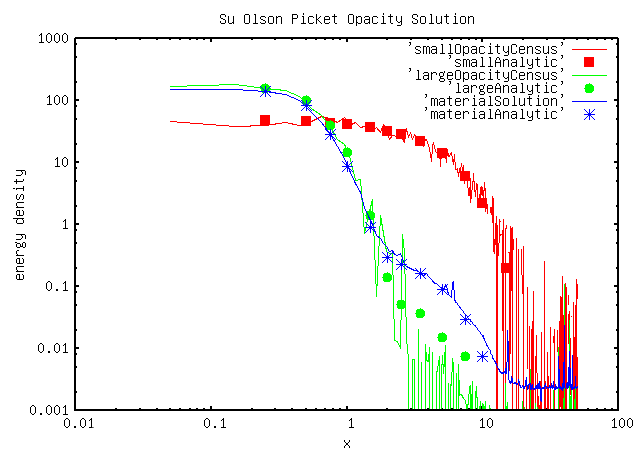 Su Olson Picket Opacity Solution
'smallOpacityCensus'
'smallAnalytic'
'largeOpacityCensus'
'largeAnalytic'
'materialSolution'
'materialAnalytic'
1000
100
10
1
0.1
0.01
0.001
energy density
0.01
0.1
1
10
100
x